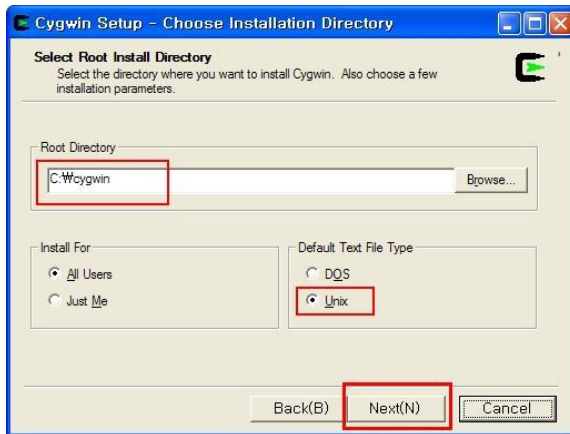 Cygwin Setup - Choose Installation Directory
Select Root Install Directory
Select the directory where you want to install Cygwin. Also choose a few
installation parameters.
Root Directory
C:₩cygwin
Browse...
Install For
All Users
Just Me
Default Text File Type
DOS
Unix
Back(B)
Next(N)
Cancel